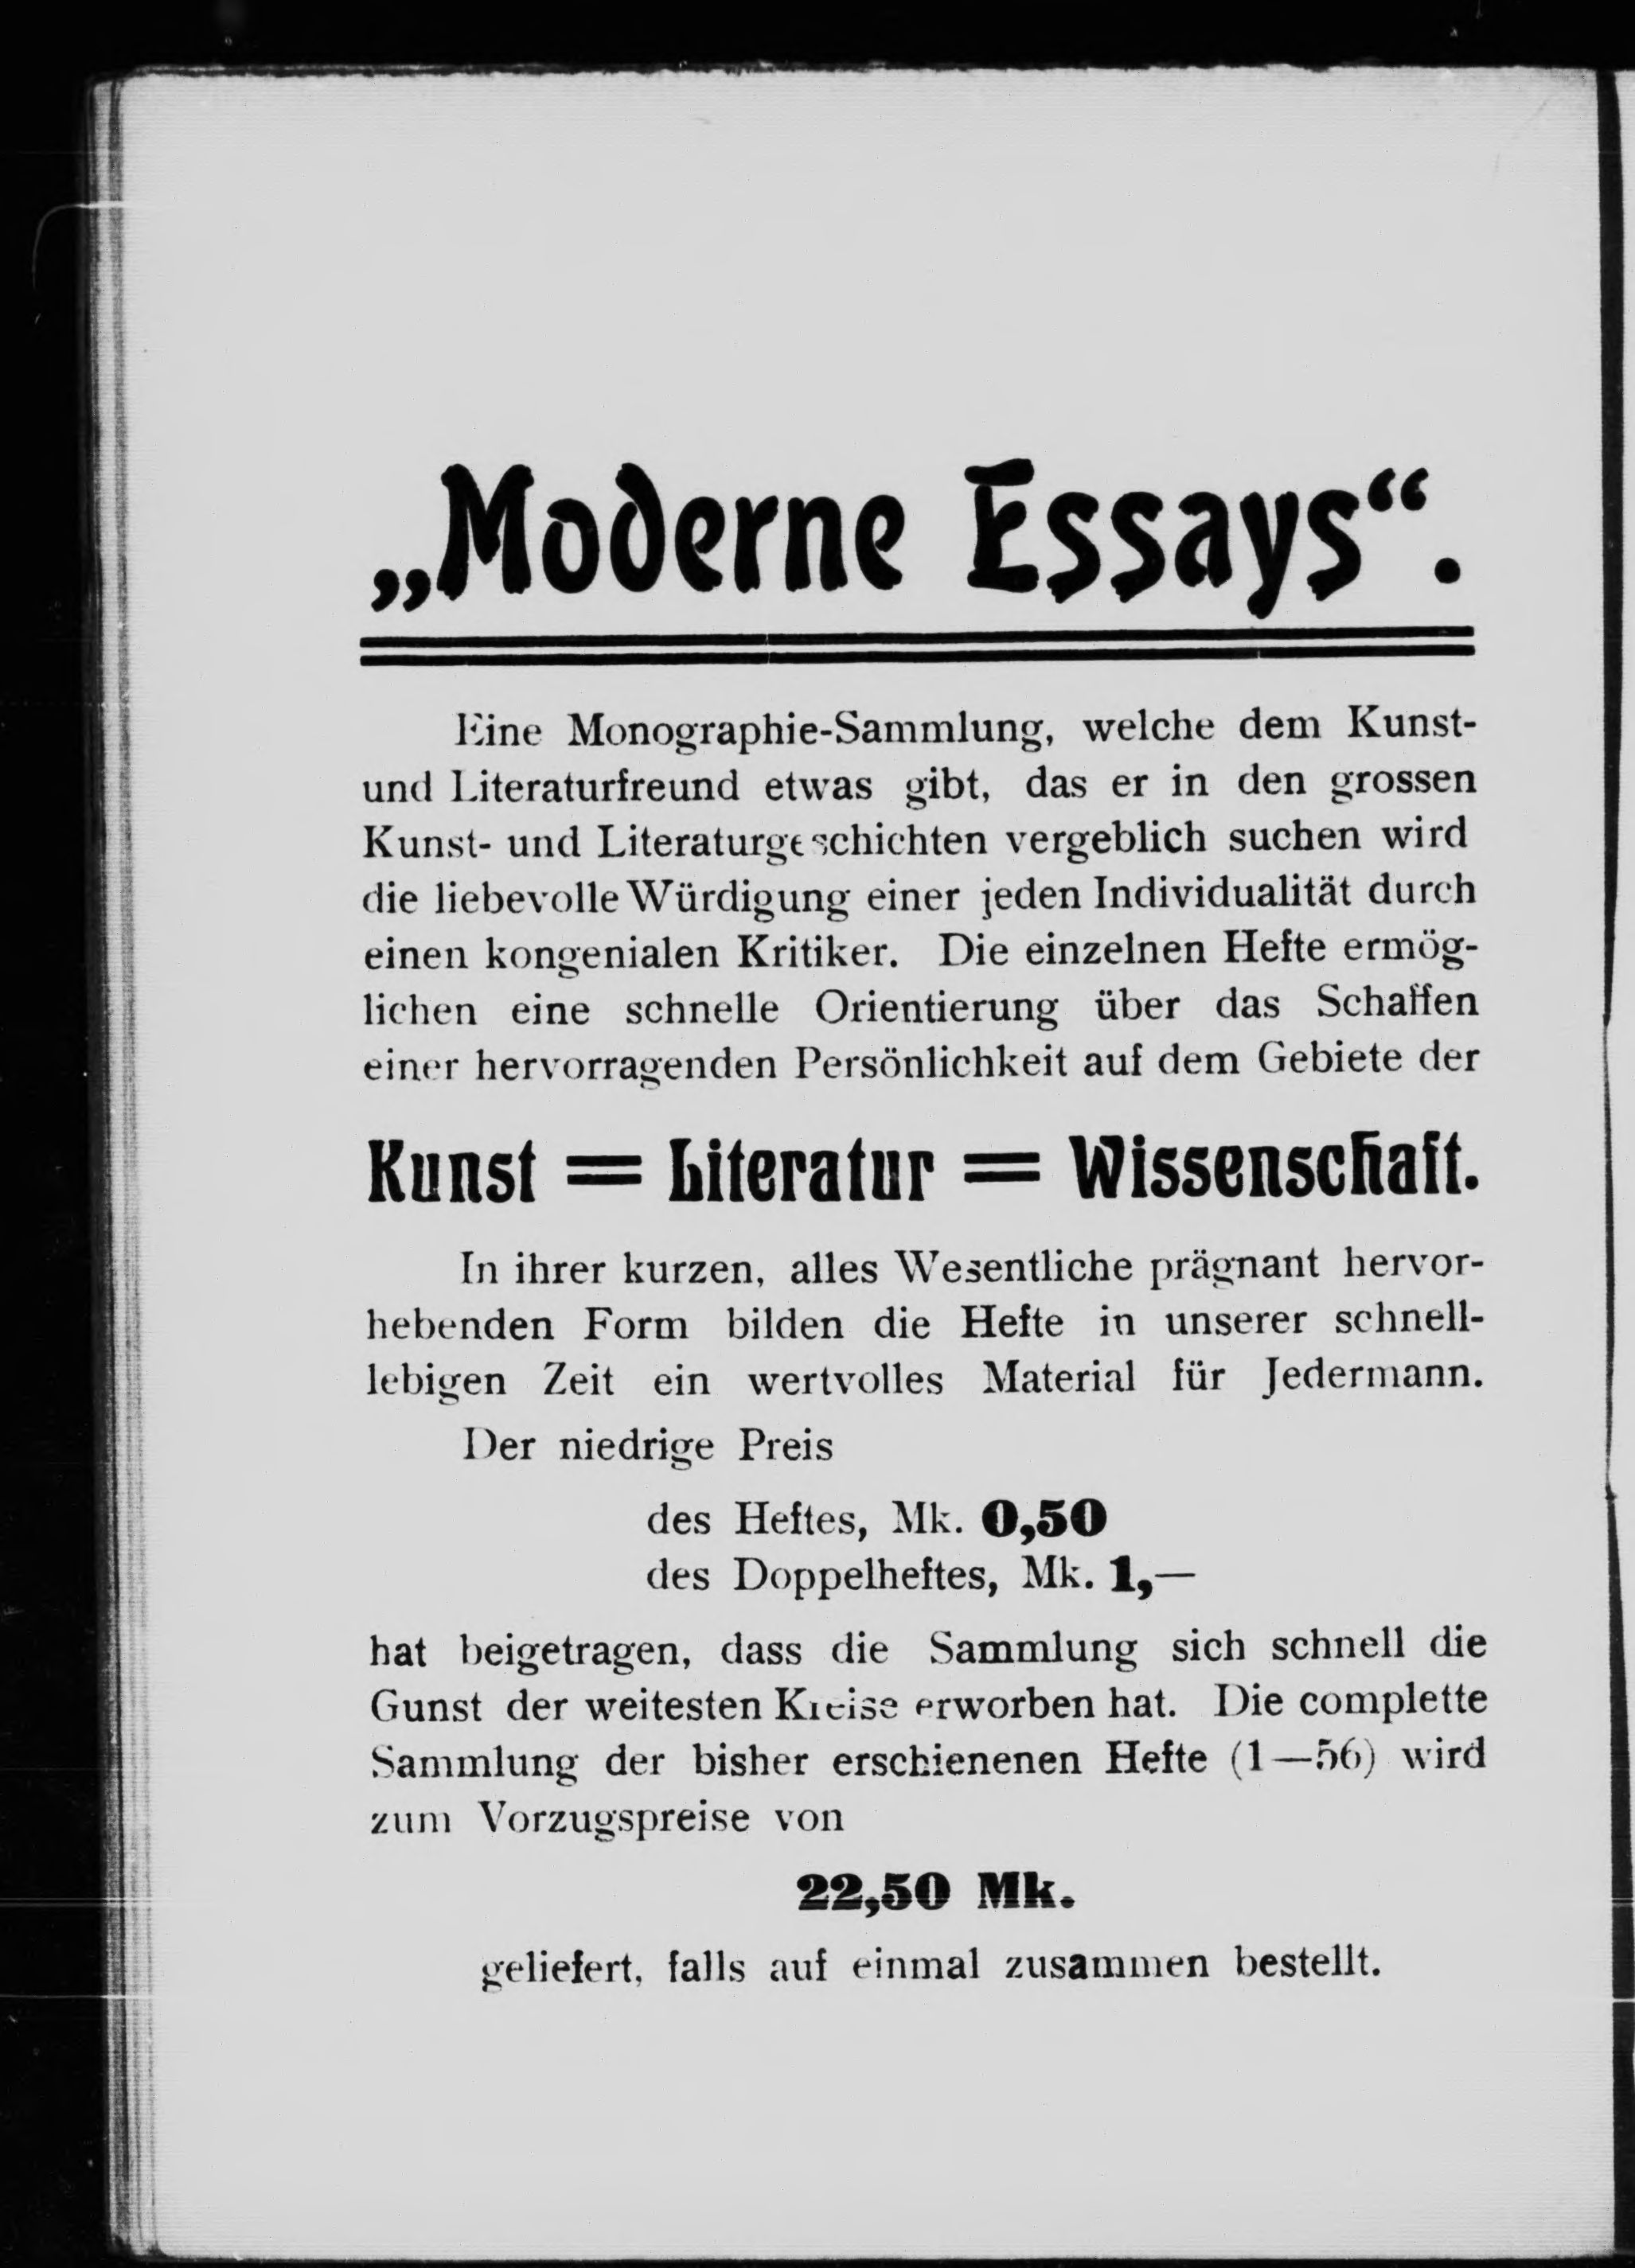 „Moderne Essays“.
Eine Monographie-Sammlung, welche dem Kunst-
und Literaturfreund etwas gibt, das er in den grossen
Kunst- und Literaturgeschichten vergeblich suchen wird
die liebevolle Würdigung einer jeden Individualität durch
einen kongenialen Kritiker. Die einzelnen Hefte ermög-
lichen eine schnelle Orientierung über das Schaffen
einer hervorragenden Persönlichkeit auf dem Gebiete der
Kunst = Literatur = Wissenschaft.
In ihrer kurzen, alles Wesentliche prägnant hervor-
hebenden Form bilden die Hefte in unserer schnell-
lebigen Zeit ein wertvolles Material für Jedermann.
Der niedrige Preis
des Heftes, Mk. 0,50
des Doppelheftes, Mk. 1,—
hat beigetragen, dass die Sammlung sich schnell die
Gunst der weitesten Kreise erworben hat. Die complette
Sammlung der bisher erschienenen Hefte (1—56) wird
zum Vorzugspreise von
22,50 Mk.
geliefert, falls auf einmal zusammen bestellt.